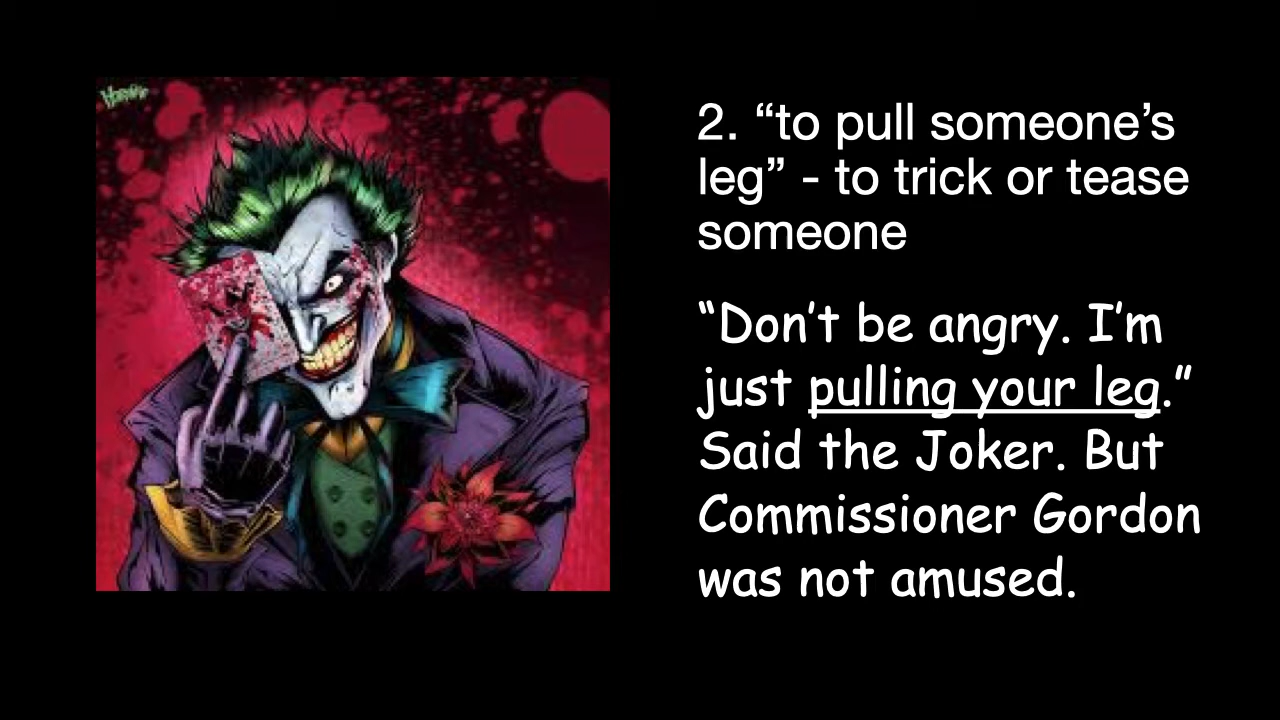 2. “to pull someone’s
leg” - to trick or tease
someone
“Don’t be angry. I’m
just pulling your leg.”
Said the Joker. But
Commissioner Gordon
was not amused.